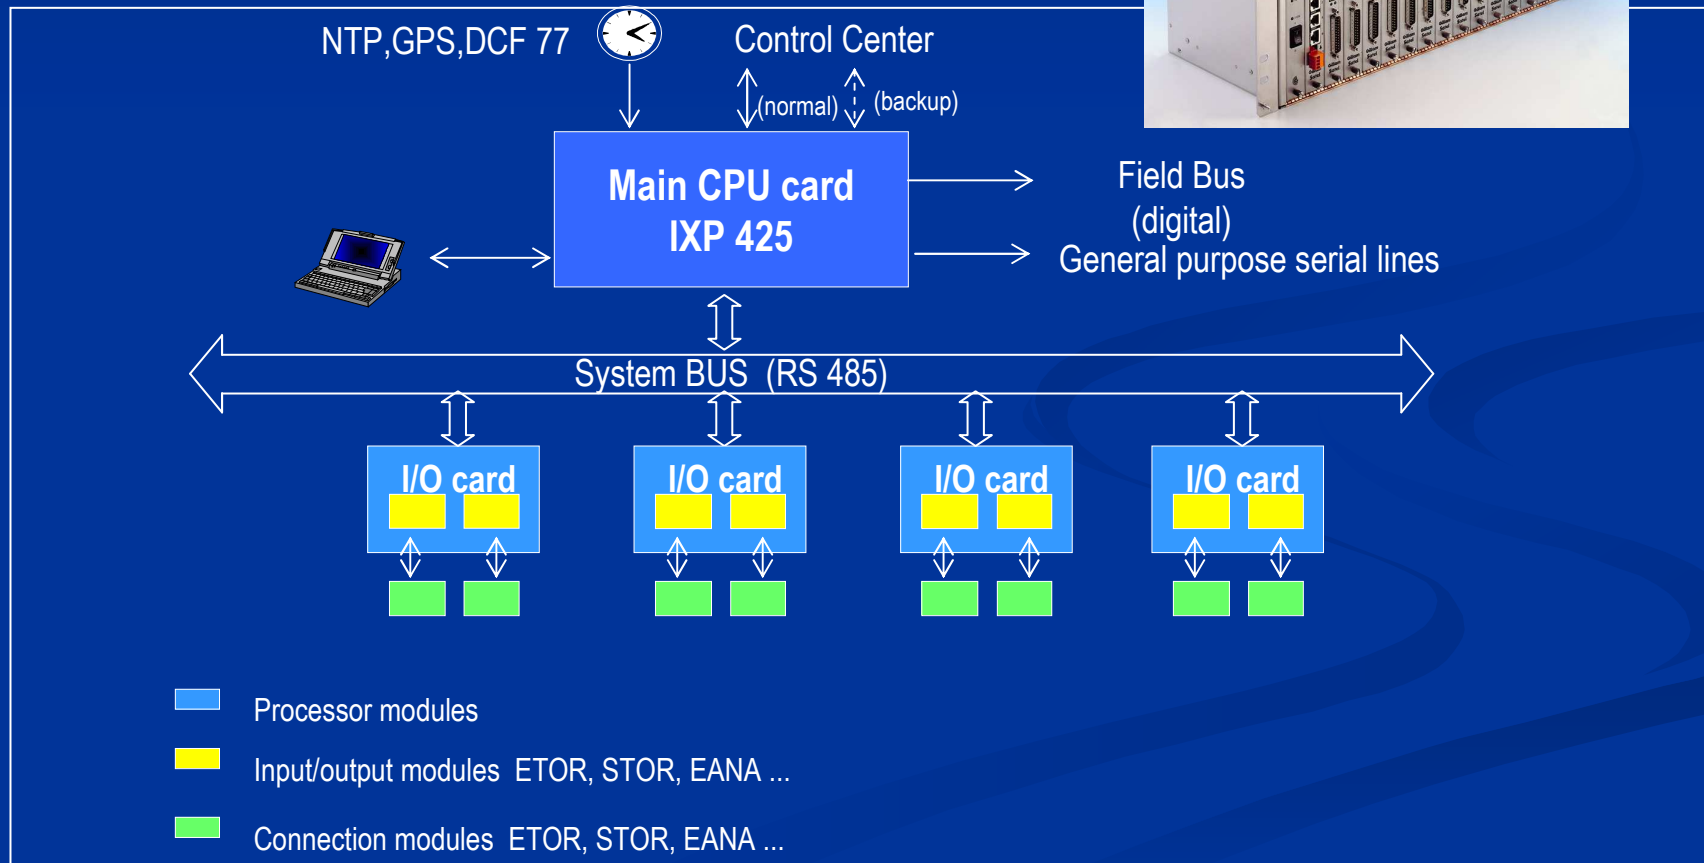 NTP,GPS,DCF 77
Control Center
(normal)
(backup)
Main CPU card
IXP 425
Field Bus
(digital)
General purpose serial lines
System BUS (RS 485)
I/O card
I/O card
I/O card
I/O card
Processor modules
Input/output modules ETOR, STOR, EANA ...
Connection modules ETOR, STOR, EANA ...